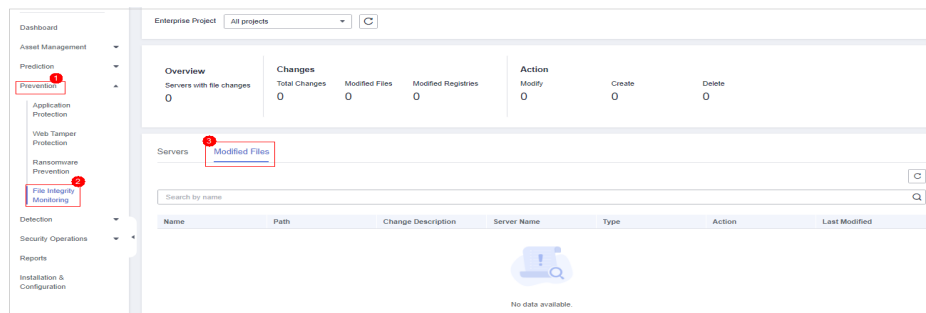 Dashboard
Asset Management
Prediction
1
Prevention
Application
Protection
Web Tamper
Protection
Ransomware
Prevention
2
File Integrity
Monitoring
Detection
Security Operations
Reports
Installation &
Configuration
Enterprise Project All projects
Overview
Servers with file changes
0
Changes
Total Changes Modified Files Modified Registries
0 0 0
Action
Modify Create Delete
0 0 0
3
Servers Modified Files
Search by name
Name Path Change Description Server Name Type Action Last Modified
No data available.